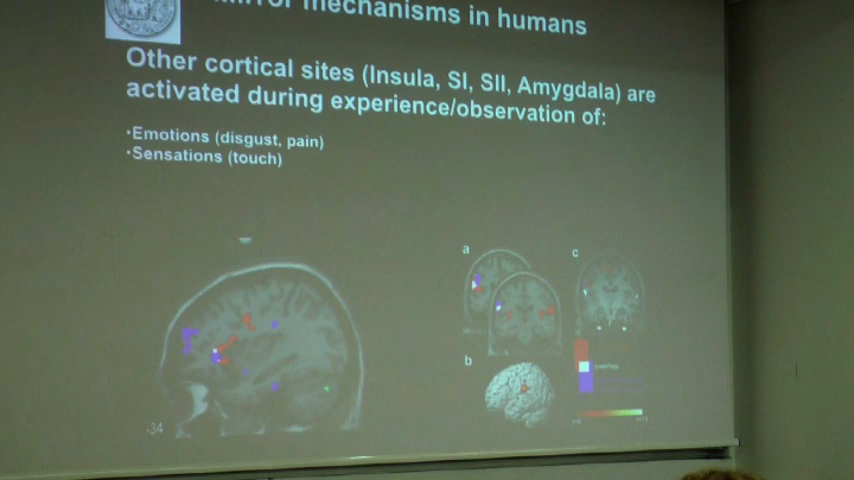 mechanisms in humans
Other cortical sites (Insula, SI, SII, Amygdala) are
activated during experience/observation of:
·Emotions (disgust, pain)
·Sensations (touch)
a
c
b
overlap
-34